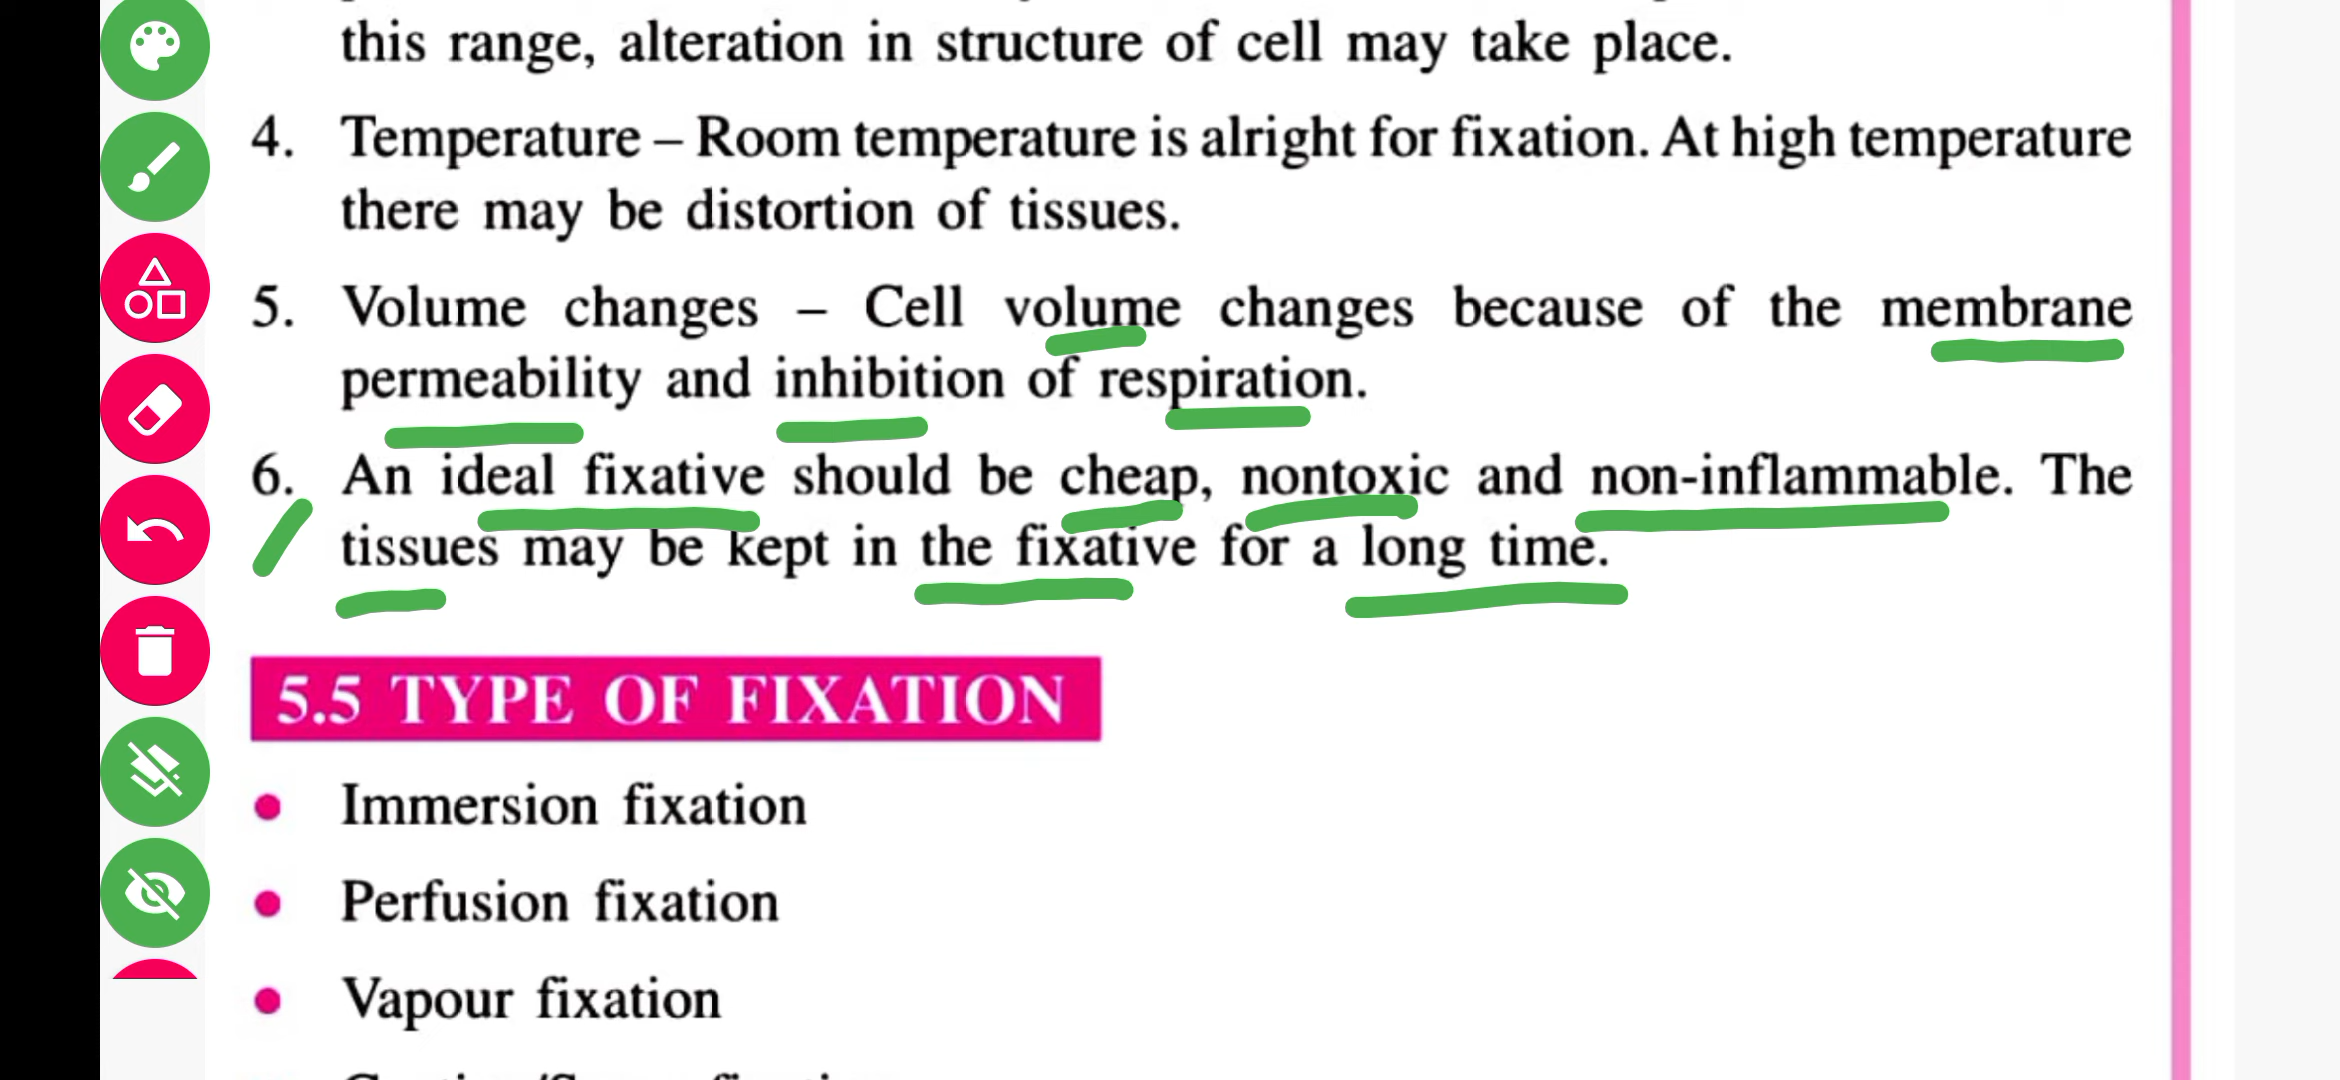 this range, alteration in structure of cell may take place.
4. Temperature – Room temperature is alright for fixation. At high temperature
there may be distortion of tissues.
5. Volume changes – Cell volume changes because of the membrane
permeability and inhibition of respiration.
6. An ideal fixative should be cheap, nontoxic and non-inflammable. The
tissues may be kept in the fixative for a long time.
5.5 TYPE OF FIXATION
• Immersion fixation
• Perfusion fixation
• Vapour fixation